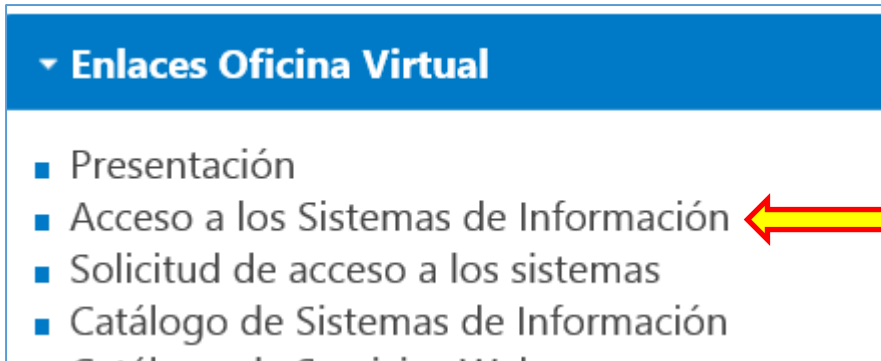 Enlaces Oficina Virtual
Presentación
Acceso a los Sistemas de Información
Solicitud de acceso a los sistemas
Catálogo de Sistemas de Información